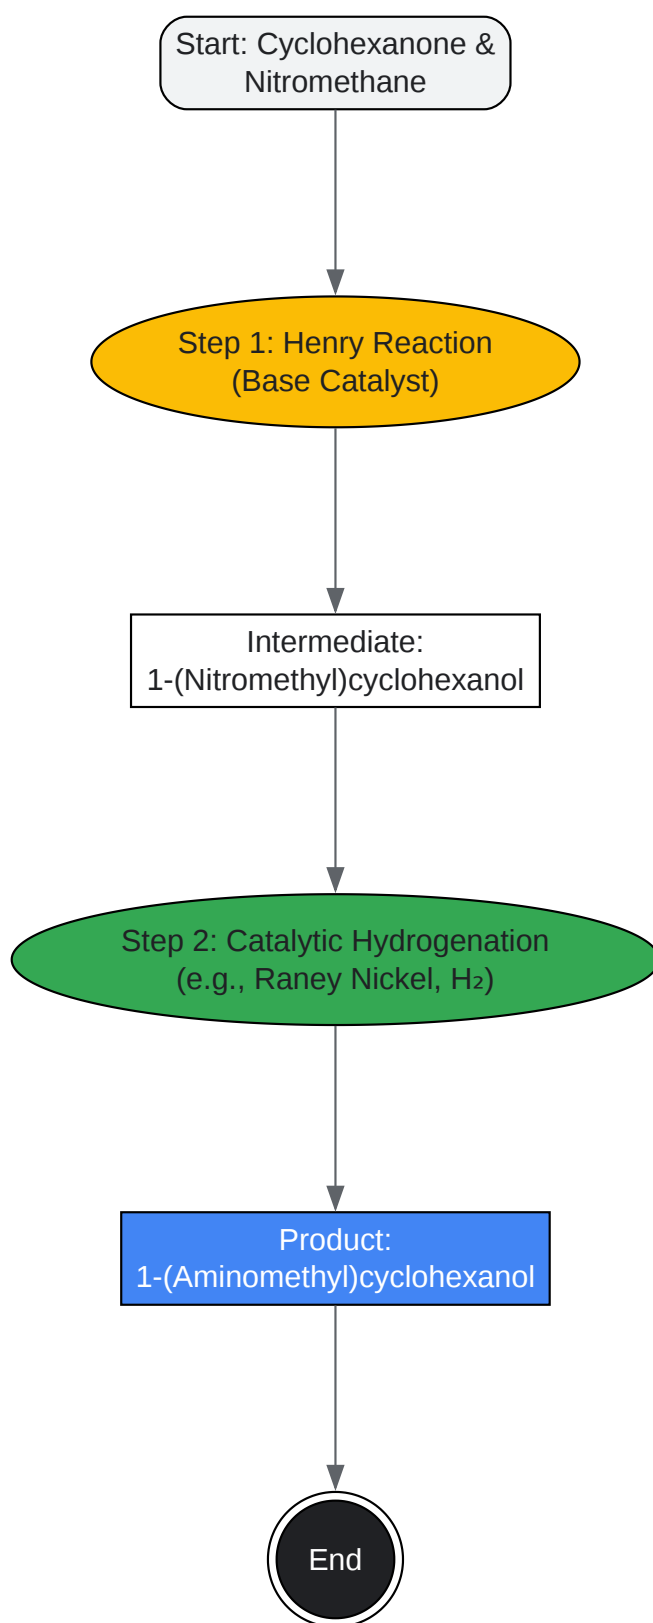 Start: Cyclohexanone &
Nitromethane
Step 1: Henry Reaction
(Base Catalyst)
Intermediate:
1-(Nitromethyl)cyclohexanol
Step 2: Catalytic Hydrogenation
(e.g., Raney Nickel, H₂)
Product:
1-(Aminomethyl)cyclohexanol
End